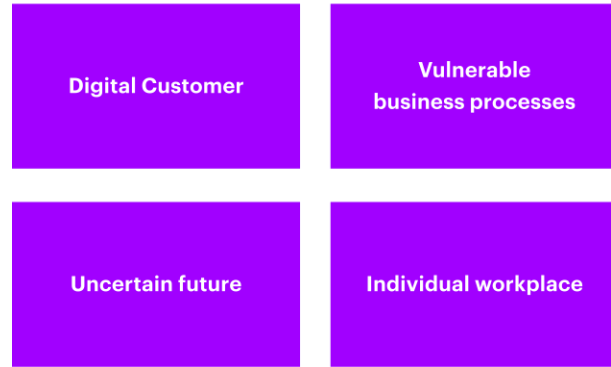 Digital Customer
Vulnerable
business processes
Uncertain future
Individual workplace